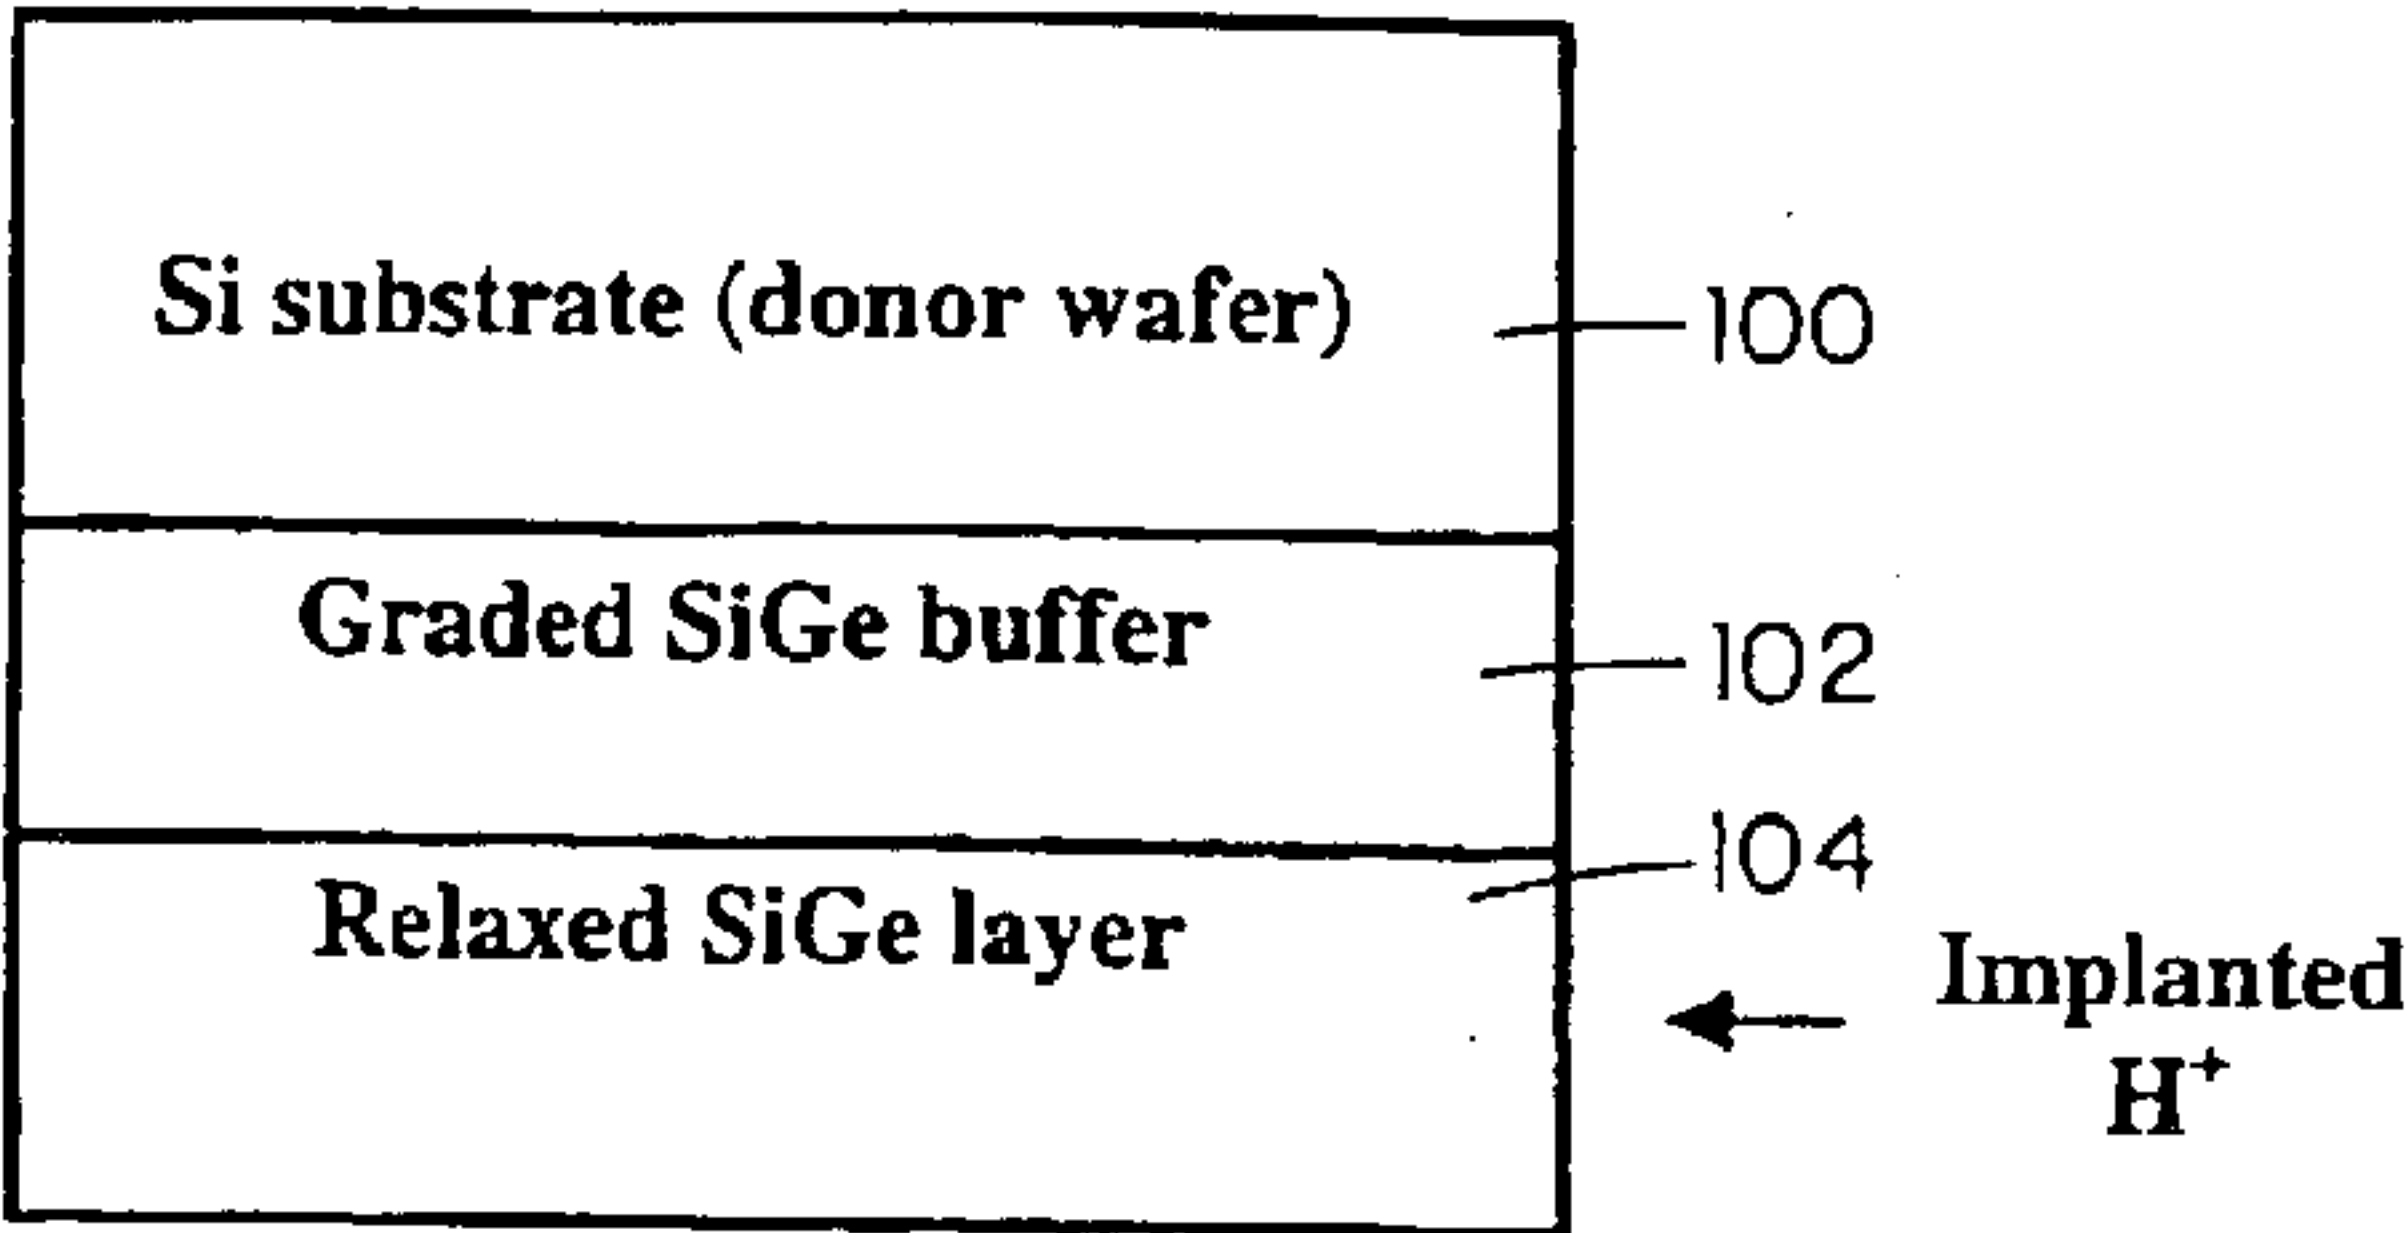 Si substrate (donor wafer)
100
Graded SiGe buffer
102
104
Relaxed SiGe layer
Implanted
H⁺